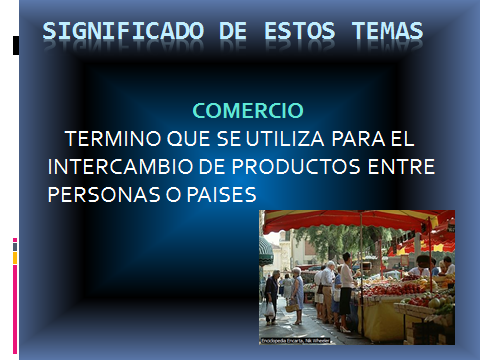 SIGNIFICADO DE ESTOS TEMAS
COMERCIO
TERMINO QUE SE UTILIZA PARA EL
INTERCAMBIO DE PRODUCTOS ENTRE
PERSONAS O PAISES
Enciclopedia Encarta, Nik Wheeler